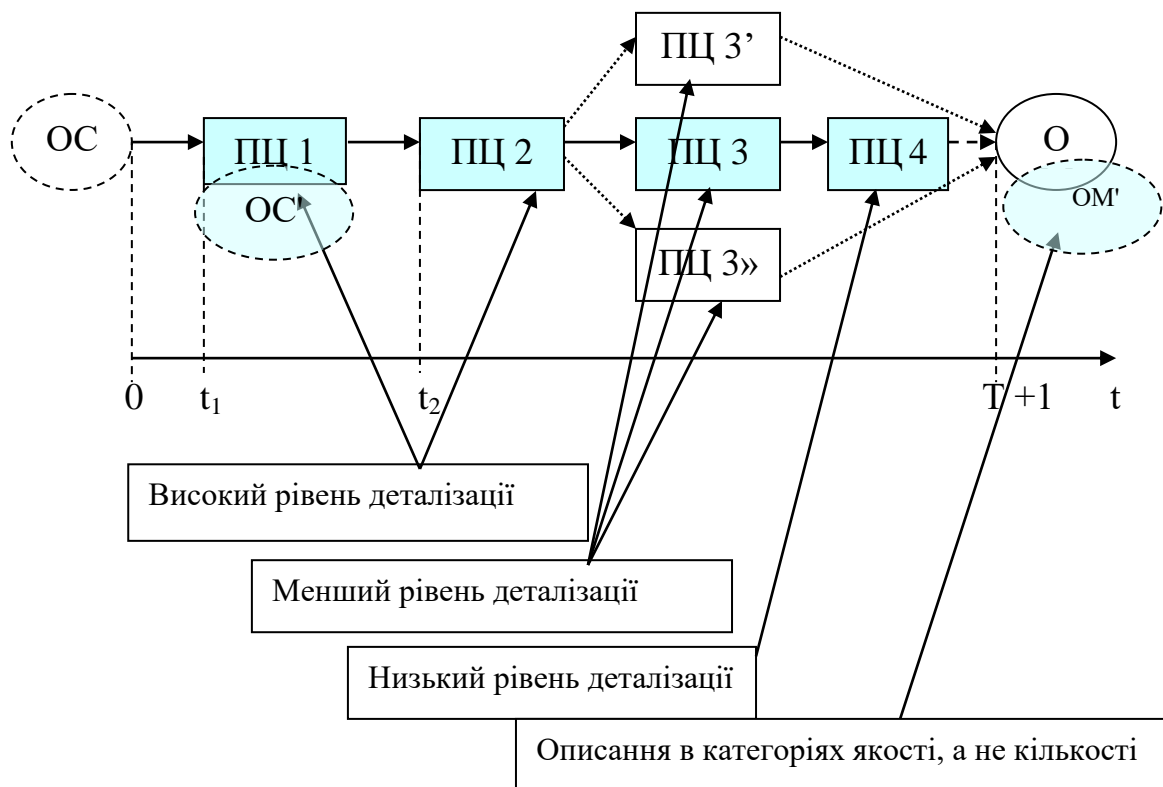 ПЦ 3’
ОС
ПЦ 1
ПЦ 2
ПЦ 3
ПЦ 4
О
ОС'
ОМ'
ПЦ 3»
0
t₁
t₂
T +1
t
Високий рівень деталізації
Менший рівень деталізації
Низький рівень деталізації
Описання в категоріях якості, а не кількості